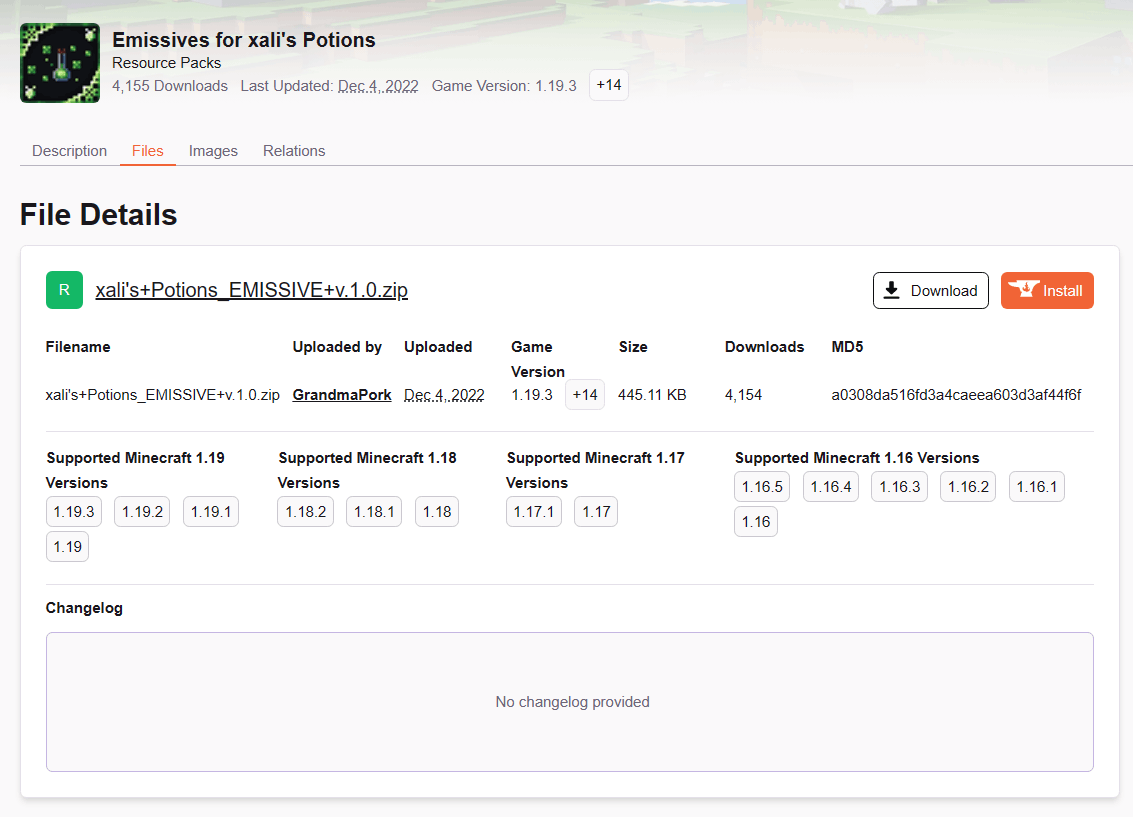 Emissives for xali's Potions
Resource Packs
4,155 Downloads Last Updated: Dec 4, 2022 Game Version: 1.19.3 +14
Description Files Images Relations
File Details
R xali's+Potions_EMISSIVE+v.1.0.zip Download Install
Filename Uploaded by Uploaded Game Version Size Downloads MD5
xali's+Potions_EMISSIVE+v.1.0.zip GrandmaPork Dec 4, 2022 1.19.3 +14 445.11 KB 4,154 a0308da516fd3a4caeea603d3af44f6f
Supported Minecraft 1.19 Versions
1.19.3 1.19.2 1.19.1
1.19
Supported Minecraft 1.18 Versions
1.18.2 1.18.1 1.18
Supported Minecraft 1.17 Versions
1.17.1 1.17
Supported Minecraft 1.16 Versions
1.16.5 1.16.4 1.16.3 1.16.2 1.16.1
1.16
Changelog
No changelog provided